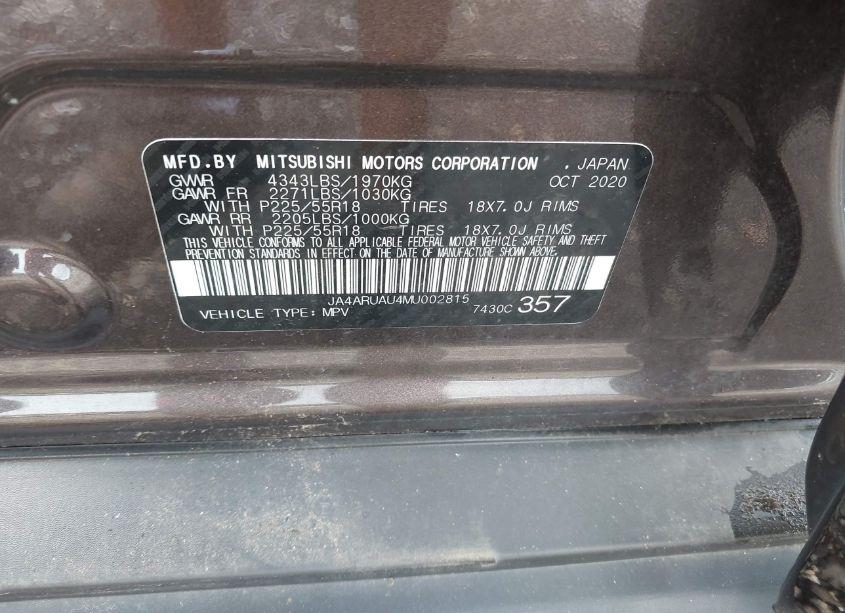 MFD.BY MITSUBISHI MOTORS CORPORATION . JAPAN
GVWR 4343LBS/1970KG OCT 2020
GAWR FR 2271LBS/1030KG
WITH P225/55R18 TIRES 18X7.0J RIMS
GAWR RR 2205LBS/1000KG
WITH P225/55R18 TIRES 18X7.0J RIMS
THIS VEHICLE CONFORMS TO ALL APPLICABLE FEDERAL MOTOR VEHICLE SAFETY AND THEFT
PREVENTION STANDARDS IN EFFECT ON THE DATE OF MANUFACTURE SHOWN ABOVE.
JA4ARUAU4MU002815
VEHICLE TYPE: MPV 7430C 357